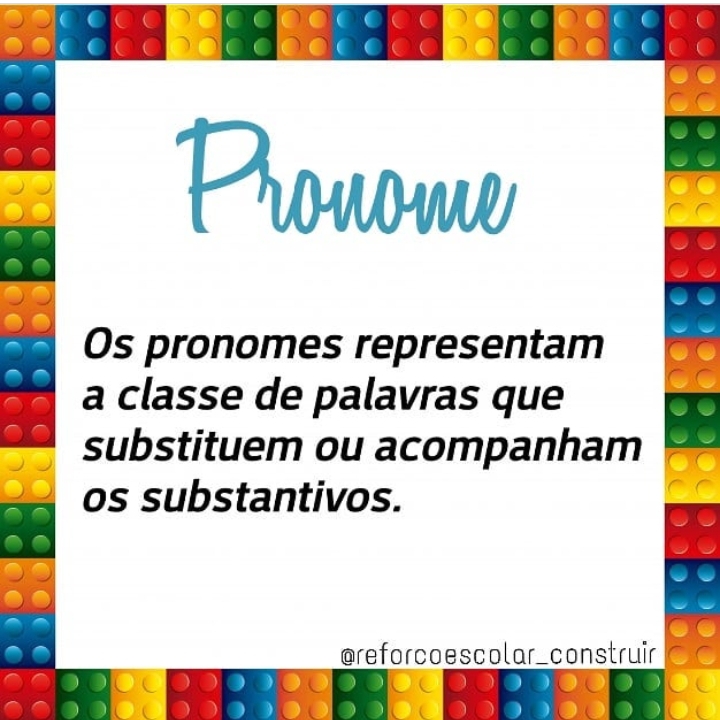 Pronome
Os pronomes representam
a classe de palavras que
substituem ou acompanham
os substantivos.
@reforcoescolar_construir